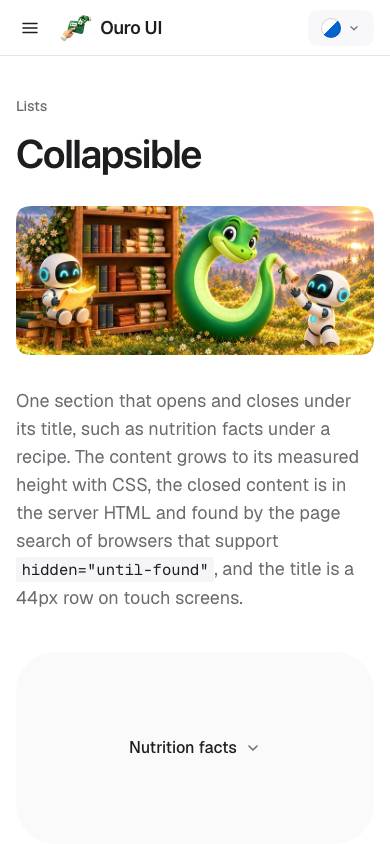 Ouro UI
Lists
Collapsible
One section that opens and closes under
its title, such as nutrition facts under a
recipe. The content grows to its measured
height with CSS, the closed content is in
the server HTML and found by the page
search of browsers that support
hidden="until-found", and the title is a
44px row on touch screens.
Nutrition facts